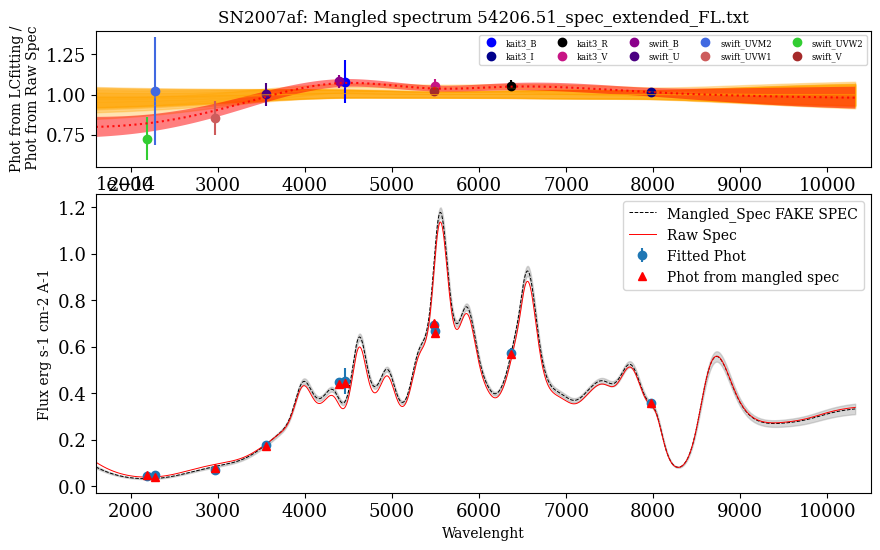 SN2007af: Mangled spectrum 54206.51_spec_extended_FL.txt
Phot from LCfitting /
Phot from Raw Spec
1.25
1.00
0.75
kait3_B kait3_R swift_B swift_UVM2 swift_UVW2
kait3_I kait3_V swift_U swift_UVW1 swift_V
2000 3000 4000 5000 6000 7000 8000 9000 10000
1e−14
Flux erg s-1 cm-2 A-1
1.2
1.0
0.8
0.6
0.4
0.2
0.0
Mangled_Spec FAKE SPEC
Raw Spec
Fitted Phot
Phot from mangled spec
2000 3000 4000 5000 6000 7000 8000 9000 10000
Wavelenght